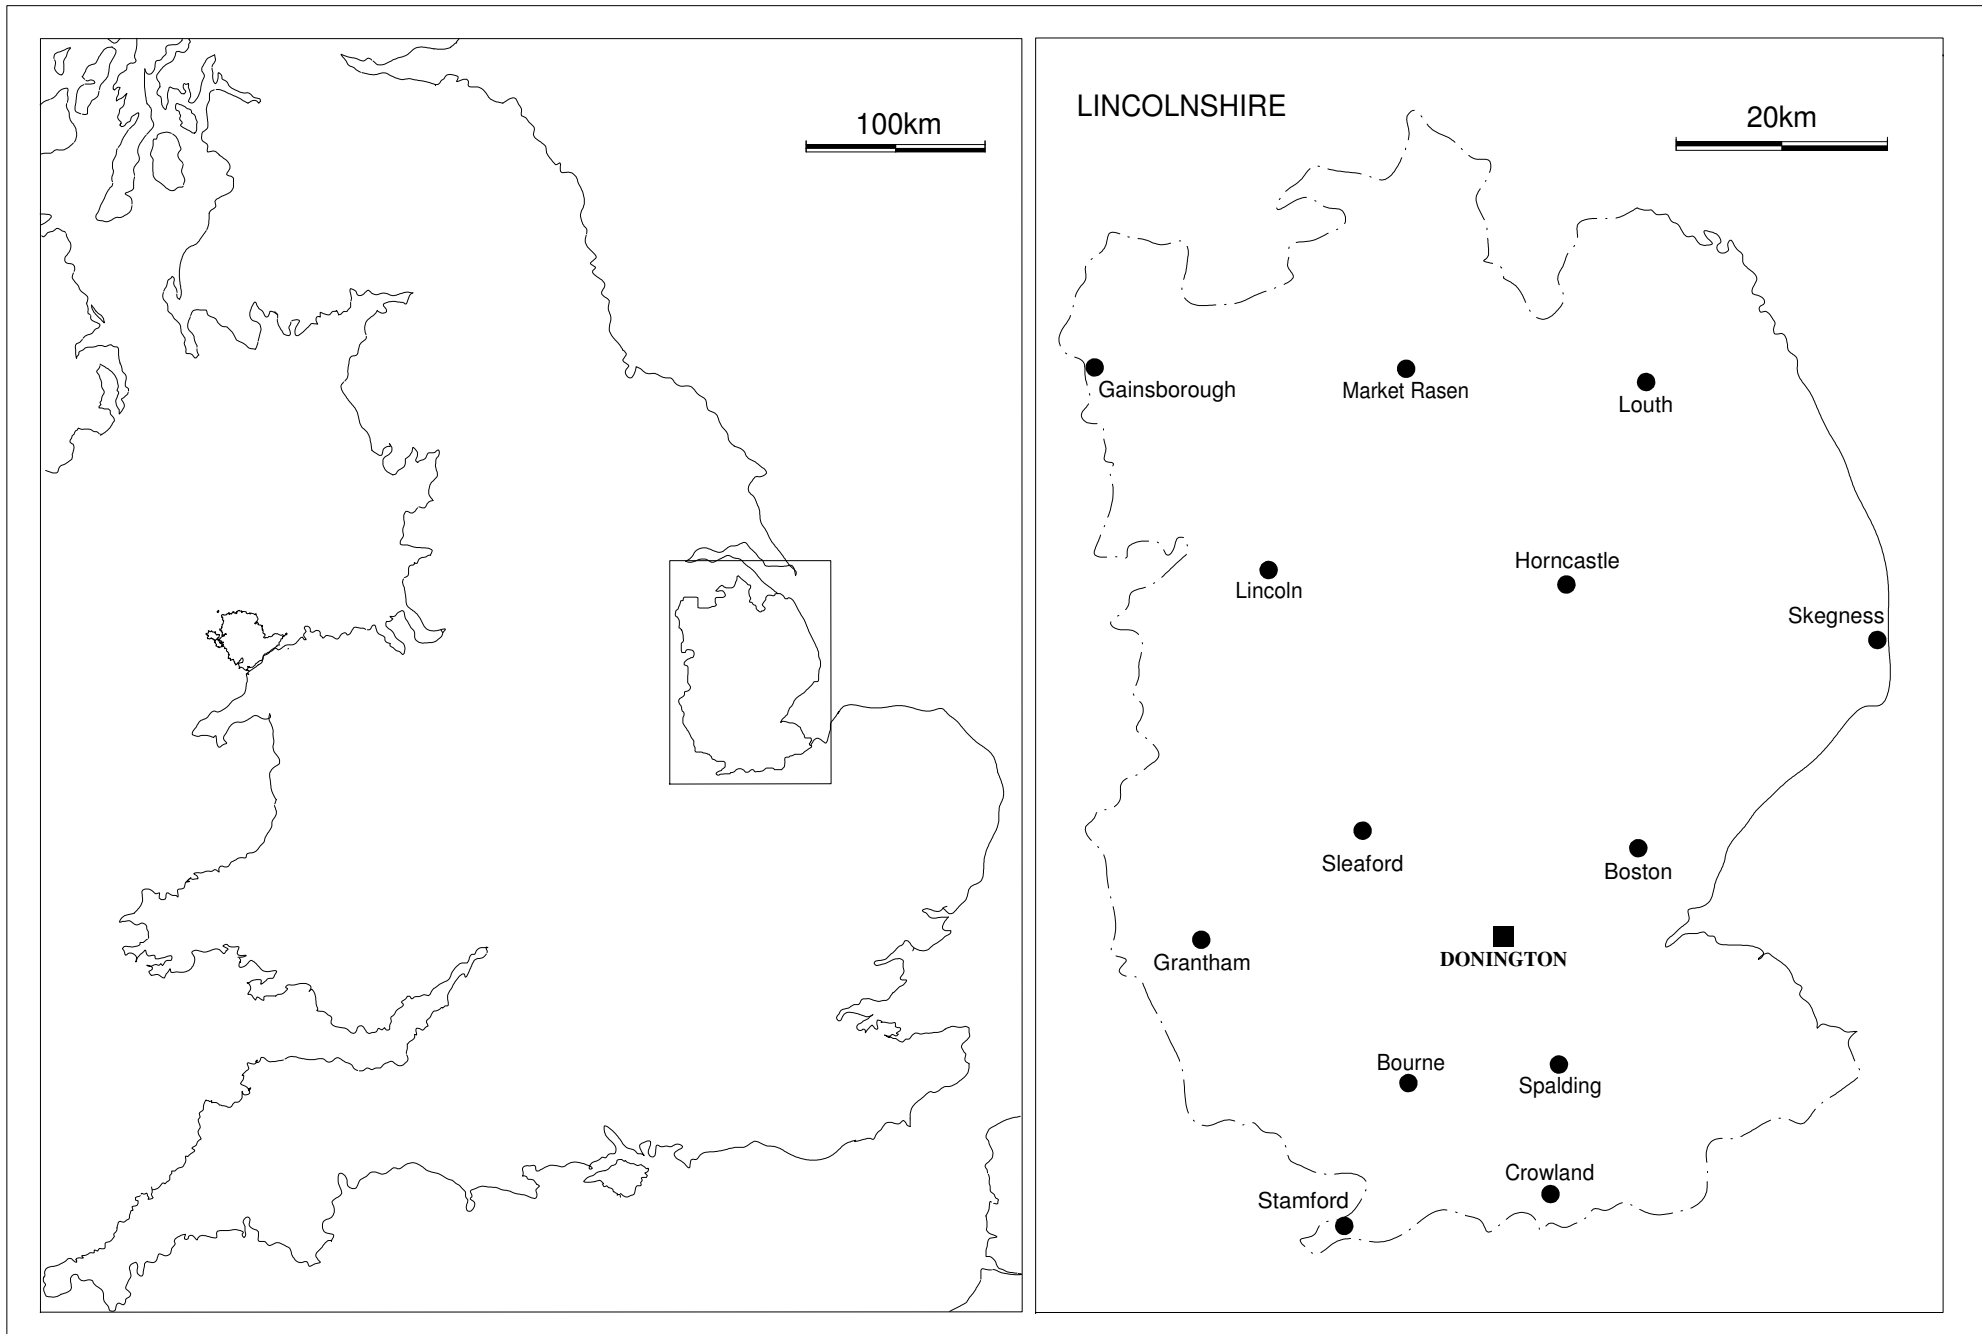 100km
LINCOLNSHIRE
20km
Gainsborough
Market Rasen
Louth
Lincoln
Horncastle
Skegness
Sleaford
Boston
Grantham
DONINGTON
Bourne
Spalding
Crowland
Stamford